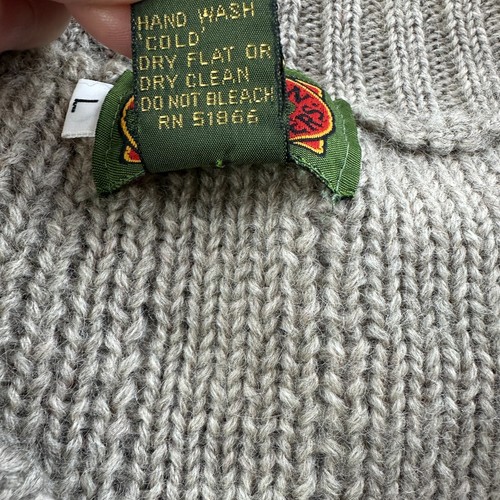 HAND WASH
'COLD'
DRY FLAT OR
DRY CLEAN
DO NOT BLEACH
RN 51866
L